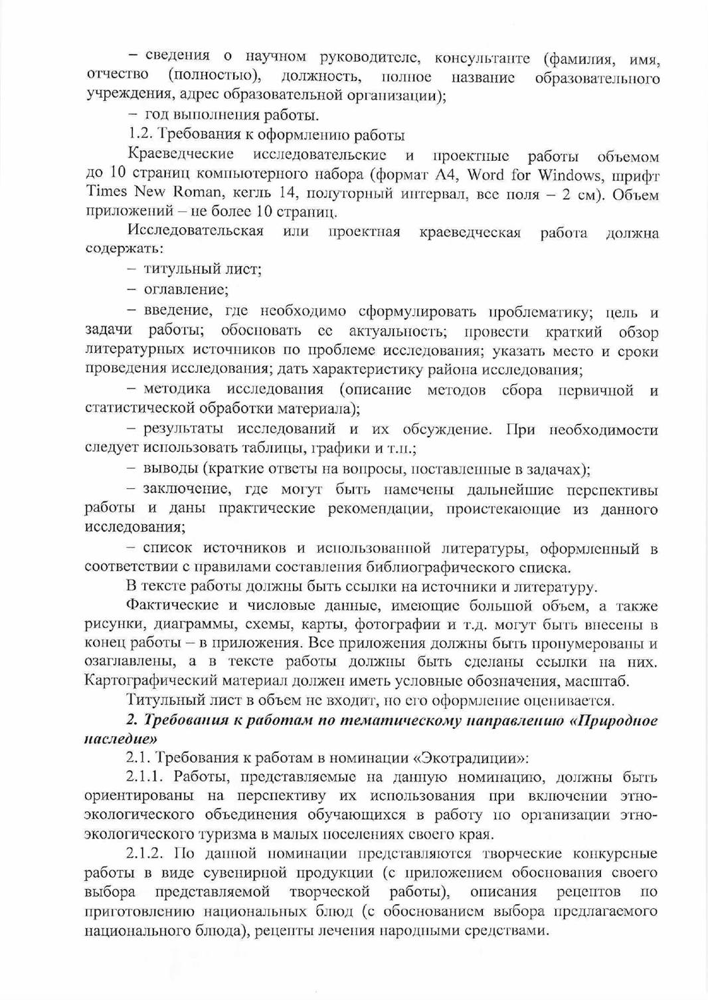 – сведения о научном руководителе, консультанте (фамилия, имя,
отчество (полностью), должность, полное название образовательного
учреждения, адрес образовательной организации);
– год выполнения работы.
1.2. Требования к оформлению работы
Краеведческие исследовательские и проектные работы объемом
до 10 страниц компьютерного набора (формат А4, Word for Windows, шрифт
Times New Roman, кегль 14, полуторный интервал, все поля – 2 см). Объем
приложений – не более 10 страниц.
Исследовательская или проектная краеведческая работа должна
содержать:
– титульный лист;
– оглавление;
– введение, где необходимо сформулировать проблематику; цель и
задачи работы; обосновать ее актуальность; провести краткий обзор
литературных источников по проблеме исследования; указать место и сроки
проведения исследования; дать характеристику района исследования;
– методика исследования (описание методов сбора первичной и
статистической обработки материала);
– результаты исследований и их обсуждение. При необходимости
следует использовать таблицы, графики и т.п.;
– выводы (краткие ответы на вопросы, поставленные в задачах);
– заключение, где могут быть намечены дальнейшие перспективы
работы и даны практические рекомендации, проистекающие из данного
исследования;
– список источников и использованной литературы, оформленный в
соответствии с правилами составления библиографического списка.
В тексте работы должны быть ссылки на источники и литературу.
Фактические и числовые данные, имеющие большой объем, а также
рисунки, диаграммы, схемы, карты, фотографии и т.д. могут быть внесены в
конец работы – в приложения. Все приложения должны быть пронумерованы и
озаглавлены, а в тексте работы должны быть сделаны ссылки на них.
Картографический материал должен иметь условные обозначения, масштаб.
Титульный лист в объем не входит, но его оформление оценивается.
2. Требования к работам по тематическому направлению «Природное
наследие»
2.1. Требования к работам в номинации «Экотрадиции»:
2.1.1. Работы, представляемые на данную номинацию, должны быть
ориентированы на перспективу их использования при включении этно-
экологического объединения обучающихся в работу по организации этно-
экологического туризма в малых поселениях своего края.
2.1.2. По данной номинации представляются творческие конкурсные
работы в виде сувенирной продукции (с приложением обоснования своего
выбора представляемой творческой работы), описания рецептов по
приготовлению национальных блюд (с обоснованием выбора предлагаемого
национального блюда), рецепты лечения народными средствами.